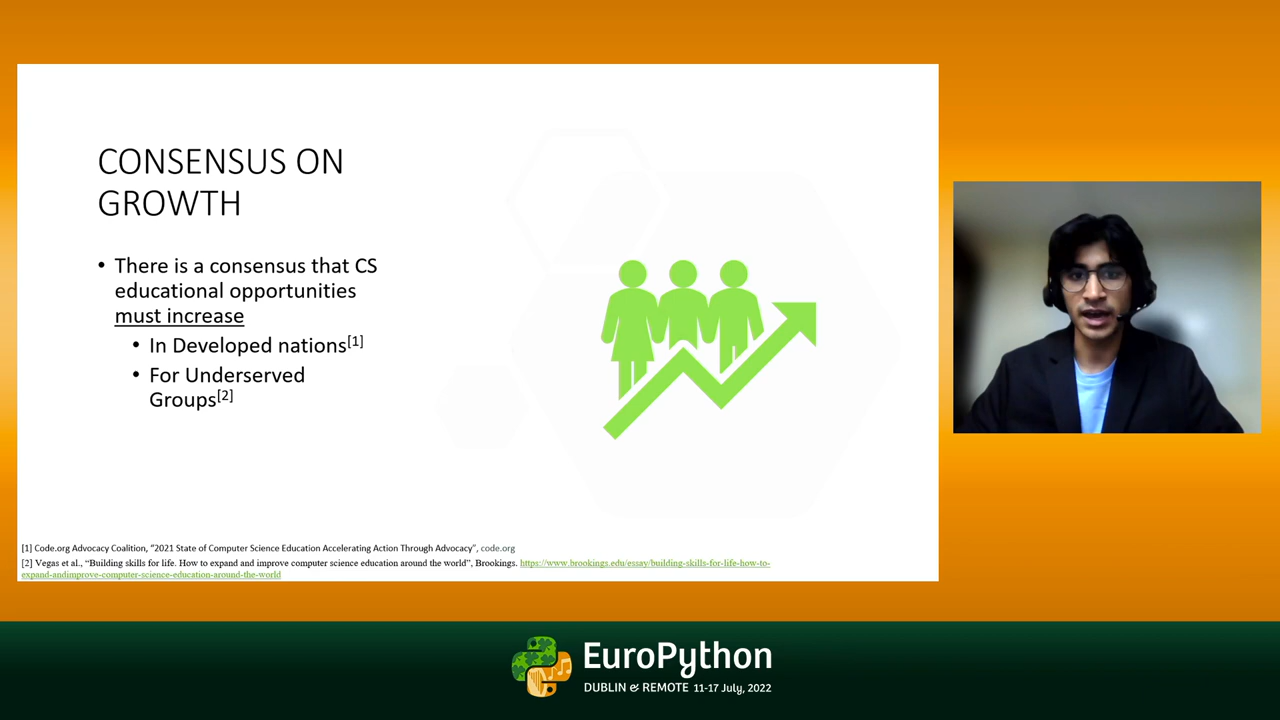 CONSENSUS ON
GROWTH
• There is a consensus that CS
educational opportunities
must increase
• In Developed nations[1]
• For Underserved
Groups[2]
[1] Code.org Advocacy Coalition, “2021 State of Computer Science Education Accelerating Action Through Advocacy”, code.org
[2] Vegas et al., “Building skills for life. How to expand and improve computer science education around the world”, Brookings. https://www.brookings.edu/essay/building-skills-for-life-how-to-
expand-andimprove-computer-science-education-around-the-world
EuroPython
DUBLIN & REMOTE 11-17 July, 2022